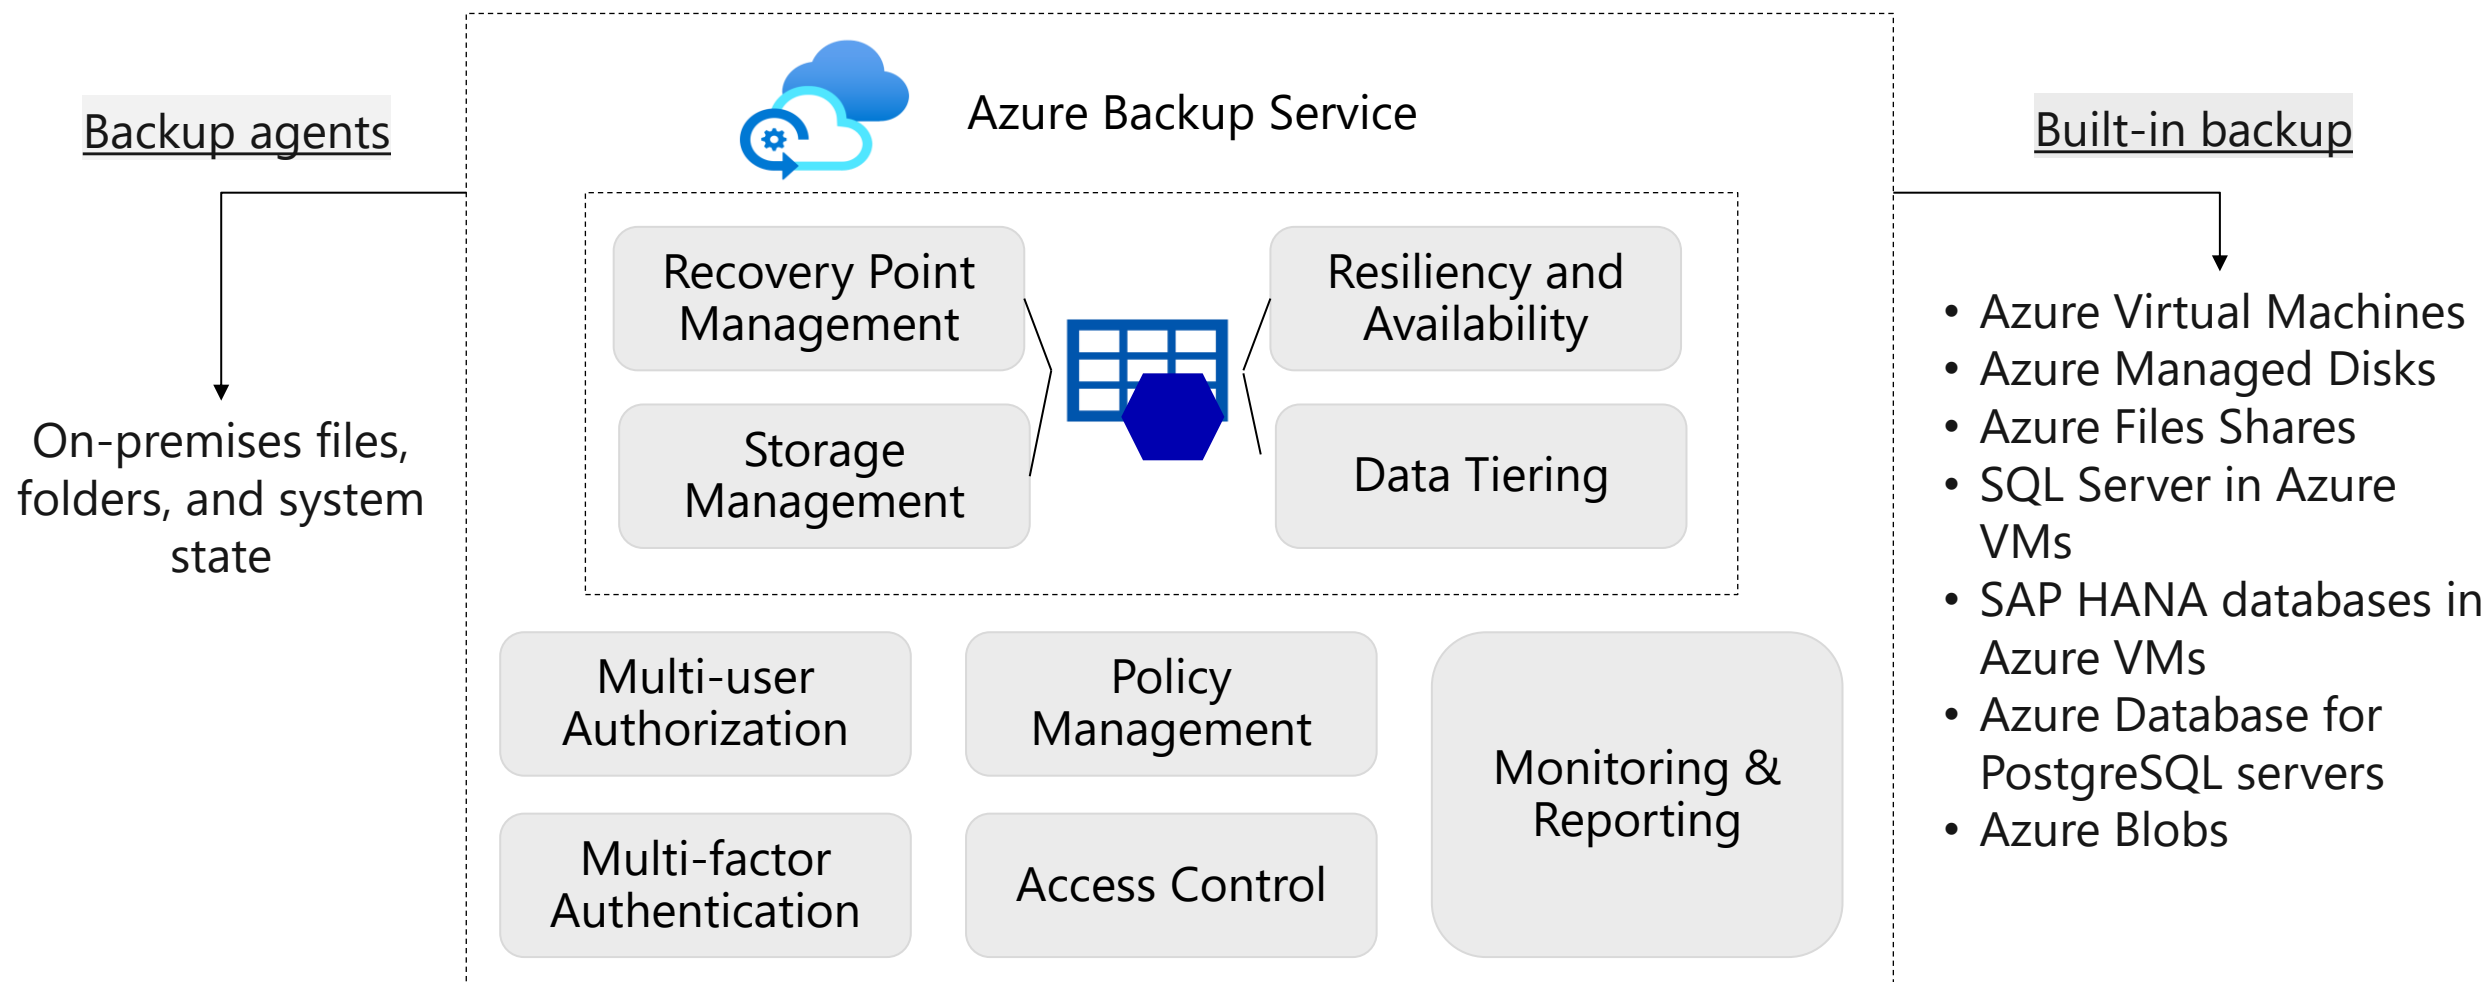 Backup agents
On-premises files,
folders, and system
state
Azure Backup Service
Recovery Point
Management
Resiliency and
Availability
Storage
Management
Data Tiering
Multi-user
Authorization
Policy
Management
Monitoring &
Reporting
Multi-factor
Authentication
Access Control
Built-in backup
• Azure Virtual Machines
• Azure Managed Disks
• Azure Files Shares
• SQL Server in Azure
VMs
• SAP HANA databases in
Azure VMs
• Azure Database for
PostgreSQL servers
• Azure Blobs